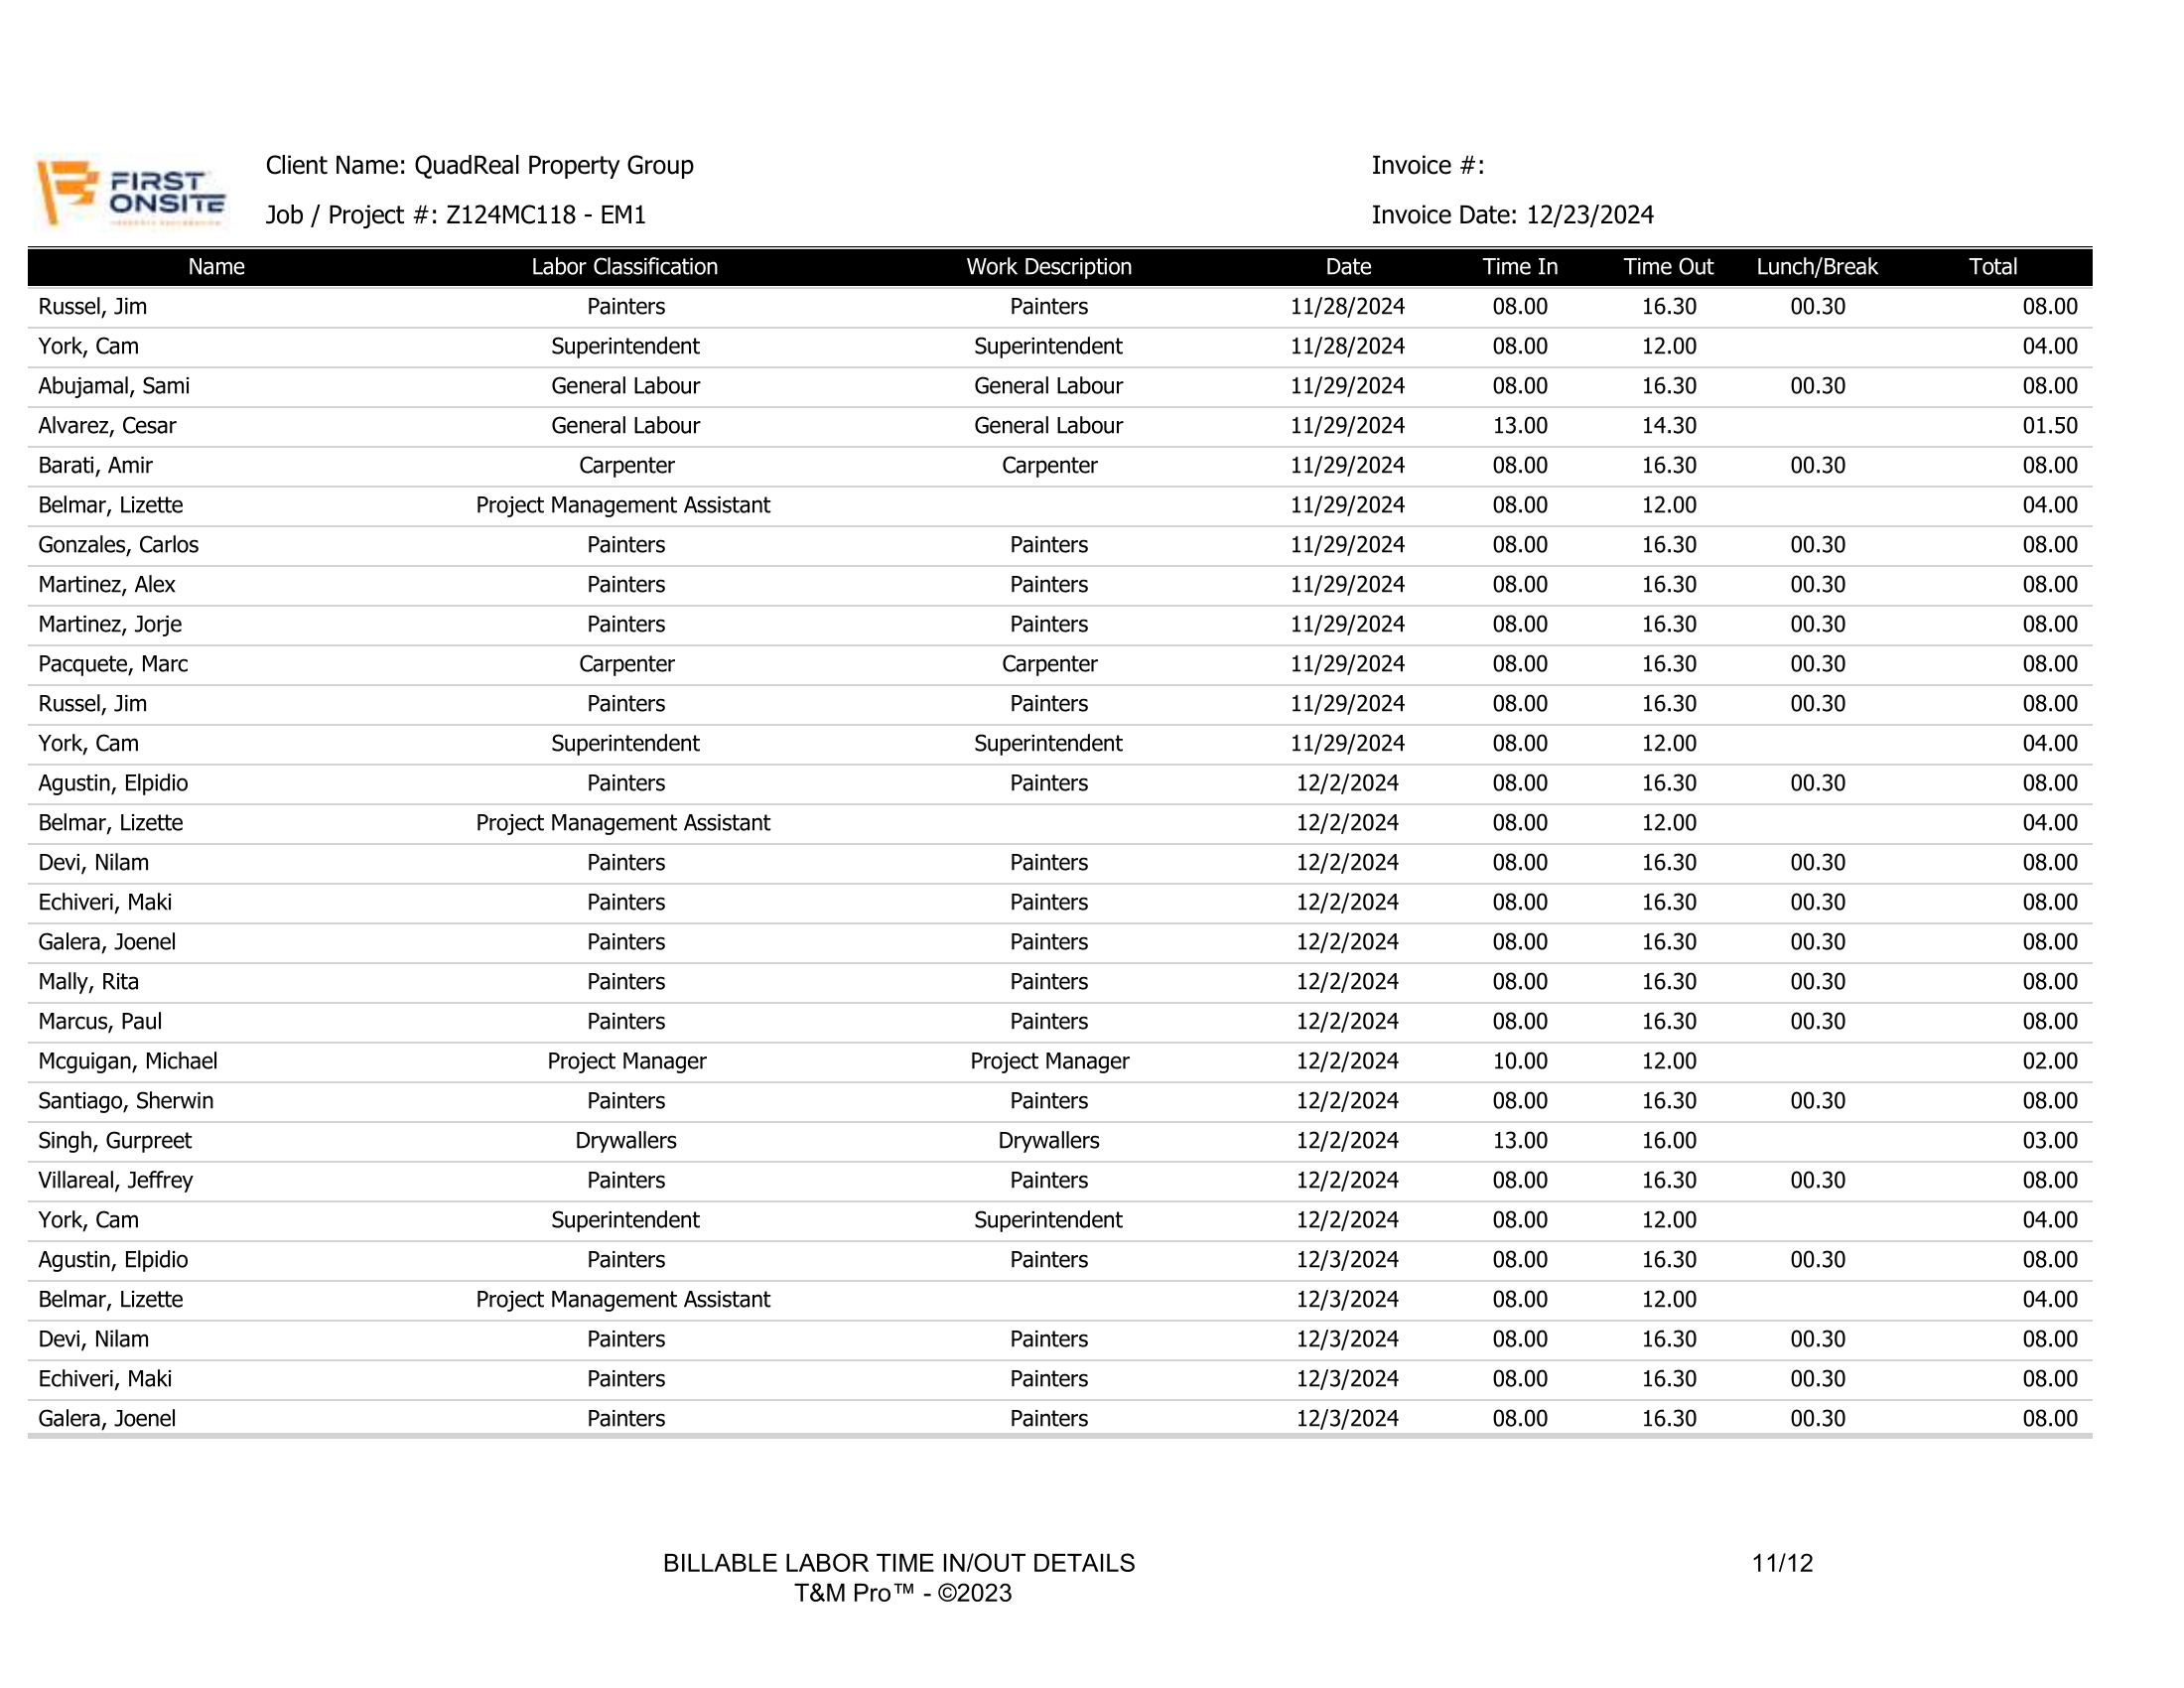 FIRST
ONSITE
Client Name: QuadReal Property Group
Invoice #:
Job / Project #: Z124MC118 - EM1
Invoice Date: 12/23/2024
Name Labor Classification Work Description Date Time In Time Out Lunch/Break Total
Russel, Jim Painters Painters 11/28/2024 08.00 16.30 00.30 08.00
York, Cam Superintendent Superintendent 11/28/2024 08.00 12.00 04.00
Abujamal, Sami General Labour General Labour 11/29/2024 08.00 16.30 00.30 08.00
Alvarez, Cesar General Labour General Labour 11/29/2024 13.00 14.30 01.50
Barati, Amir Carpenter Carpenter 11/29/2024 08.00 16.30 00.30 08.00
Belmar, Lizette Project Management Assistant 11/29/2024 08.00 12.00 04.00
Gonzales, Carlos Painters Painters 11/29/2024 08.00 16.30 00.30 08.00
Martinez, Alex Painters Painters 11/29/2024 08.00 16.30 00.30 08.00
Martinez, Jorje Painters Painters 11/29/2024 08.00 16.30 00.30 08.00
Pacquete, Marc Carpenter Carpenter 11/29/2024 08.00 16.30 00.30 08.00
Russel, Jim Painters Painters 11/29/2024 08.00 16.30 00.30 08.00
York, Cam Superintendent Superintendent 11/29/2024 08.00 12.00 04.00
Agustin, Elpidio Painters Painters 12/2/2024 08.00 16.30 00.30 08.00
Belmar, Lizette Project Management Assistant 12/2/2024 08.00 12.00 04.00
Devi, Nilam Painters Painters 12/2/2024 08.00 16.30 00.30 08.00
Echiveri, Maki Painters Painters 12/2/2024 08.00 16.30 00.30 08.00
Galera, Joenel Painters Painters 12/2/2024 08.00 16.30 00.30 08.00
Mally, Rita Painters Painters 12/2/2024 08.00 16.30 00.30 08.00
Marcus, Paul Painters Painters 12/2/2024 08.00 16.30 00.30 08.00
Mcguigan, Michael Project Manager Project Manager 12/2/2024 10.00 12.00 02.00
Santiago, Sherwin Painters Painters 12/2/2024 08.00 16.30 00.30 08.00
Singh, Gurpreet Drywallers Drywallers 12/2/2024 13.00 16.00 03.00
Villareal, Jeffrey Painters Painters 12/2/2024 08.00 16.30 00.30 08.00
York, Cam Superintendent Superintendent 12/2/2024 08.00 12.00 04.00
Agustin, Elpidio Painters Painters 12/3/2024 08.00 16.30 00.30 08.00
Belmar, Lizette Project Management Assistant 12/3/2024 08.00 12.00 04.00
Devi, Nilam Painters Painters 12/3/2024 08.00 16.30 00.30 08.00
Echiveri, Maki Painters Painters 12/3/2024 08.00 16.30 00.30 08.00
Galera, Joenel Painters Painters 12/3/2024 08.00 16.30 00.30 08.00
BILLABLE LABOR TIME IN/OUT DETAILS 11/12
T&M Pro™ - ©2023